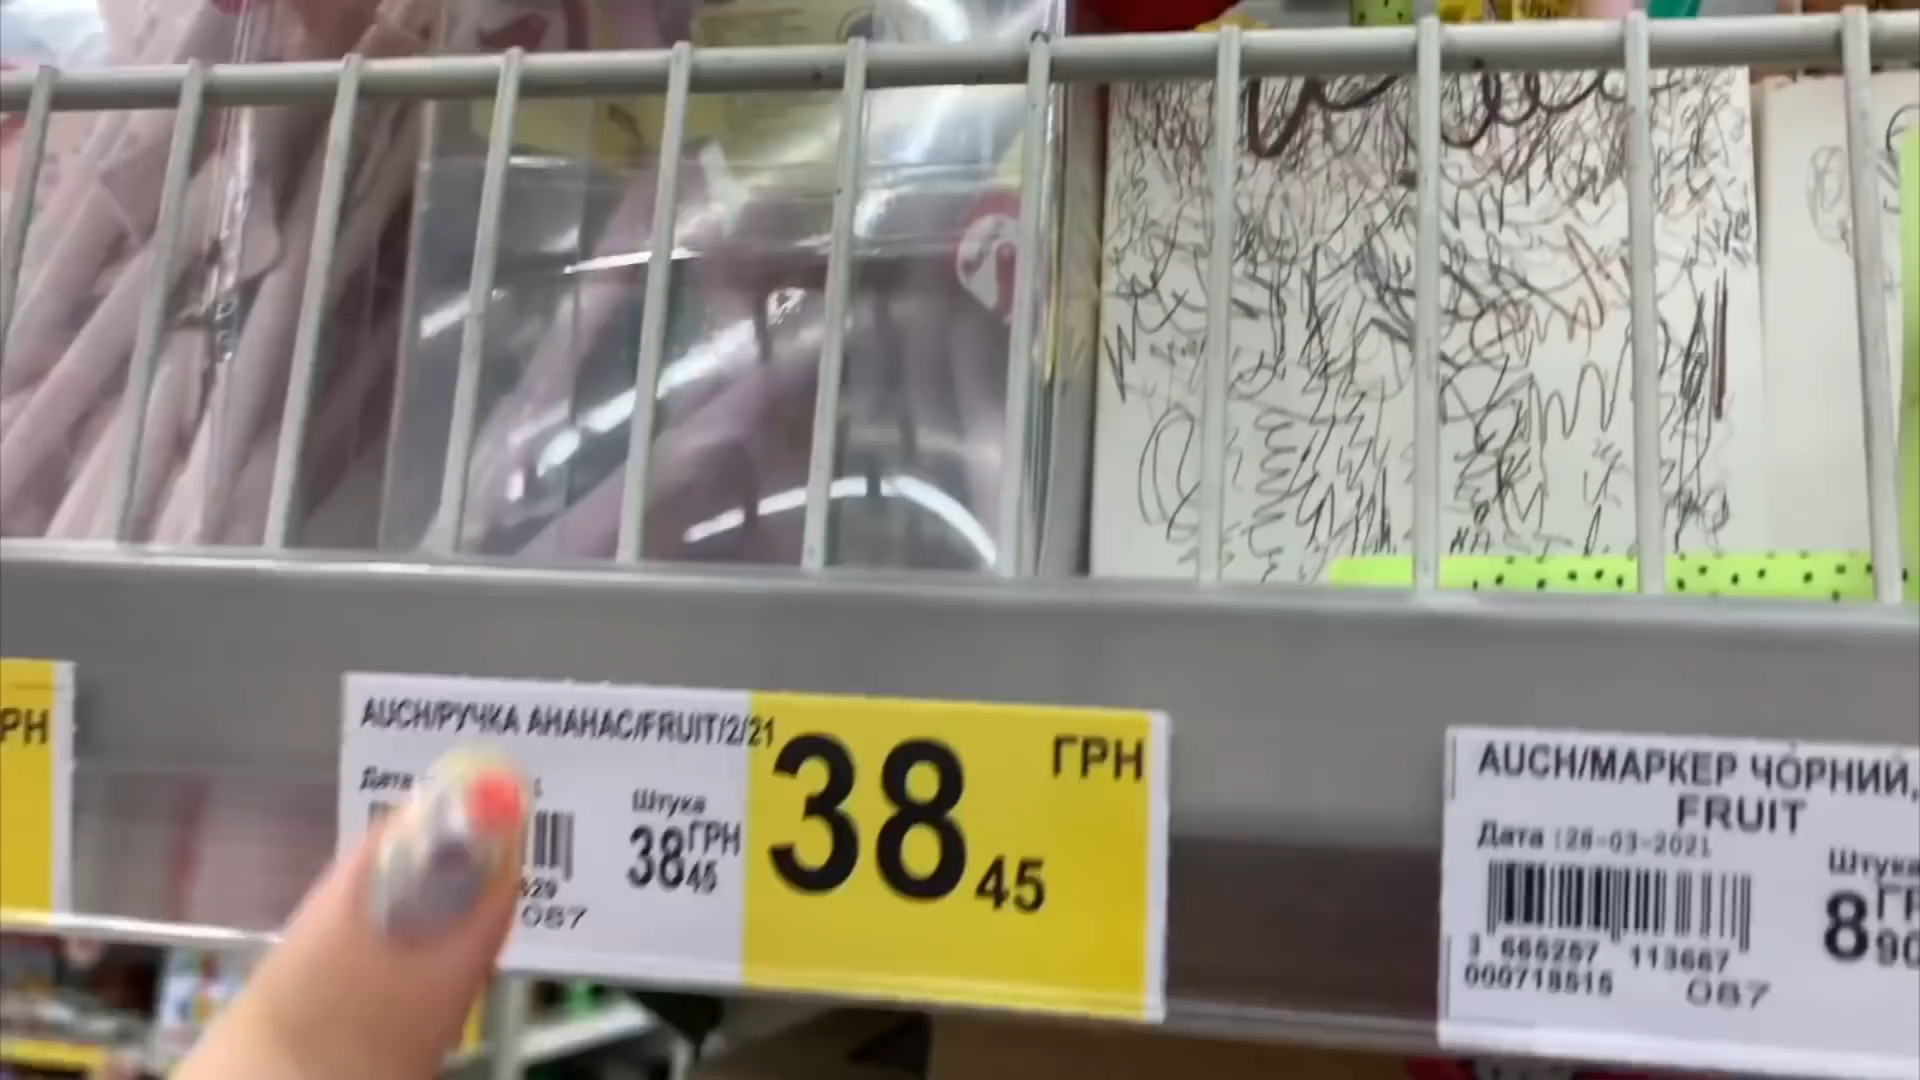 РН
AUCH/РУЧКА АНАНАС/FRUIT/2/21
Дата
Штука
38 ГРН 45
38 45 ГРН
087
AUCH/МАРКЕР ЧОРНИЙ,
FRUIT
Дата :26-03-2021
Штука
8 ГР 90
3 665257 113667
000718515
087